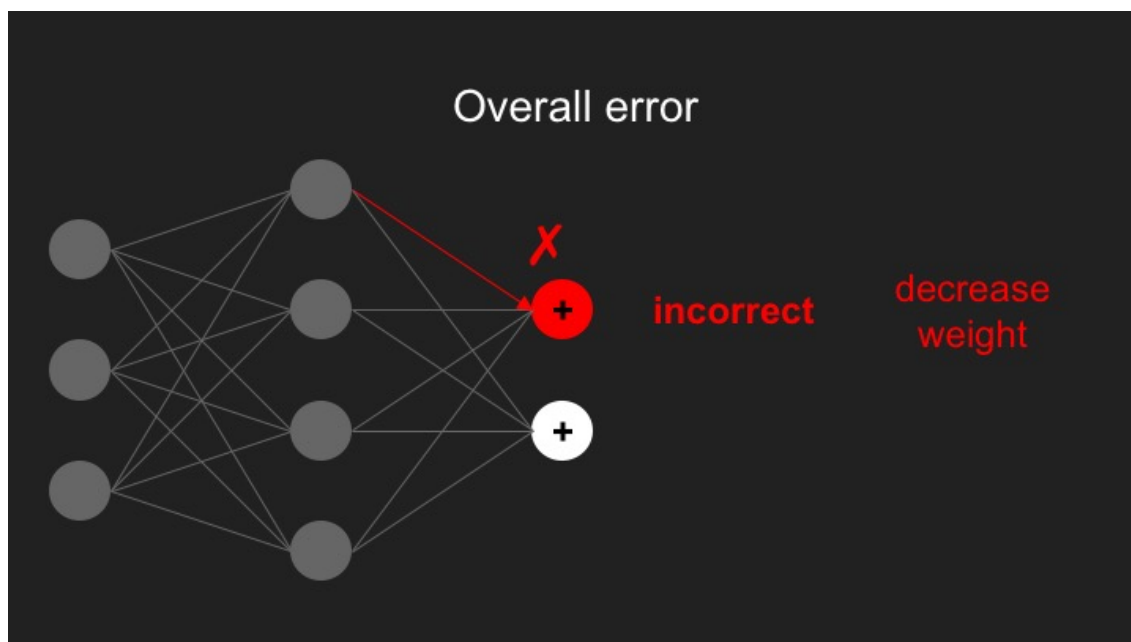 Overall error
✗
+
incorrect
decrease
weight
+